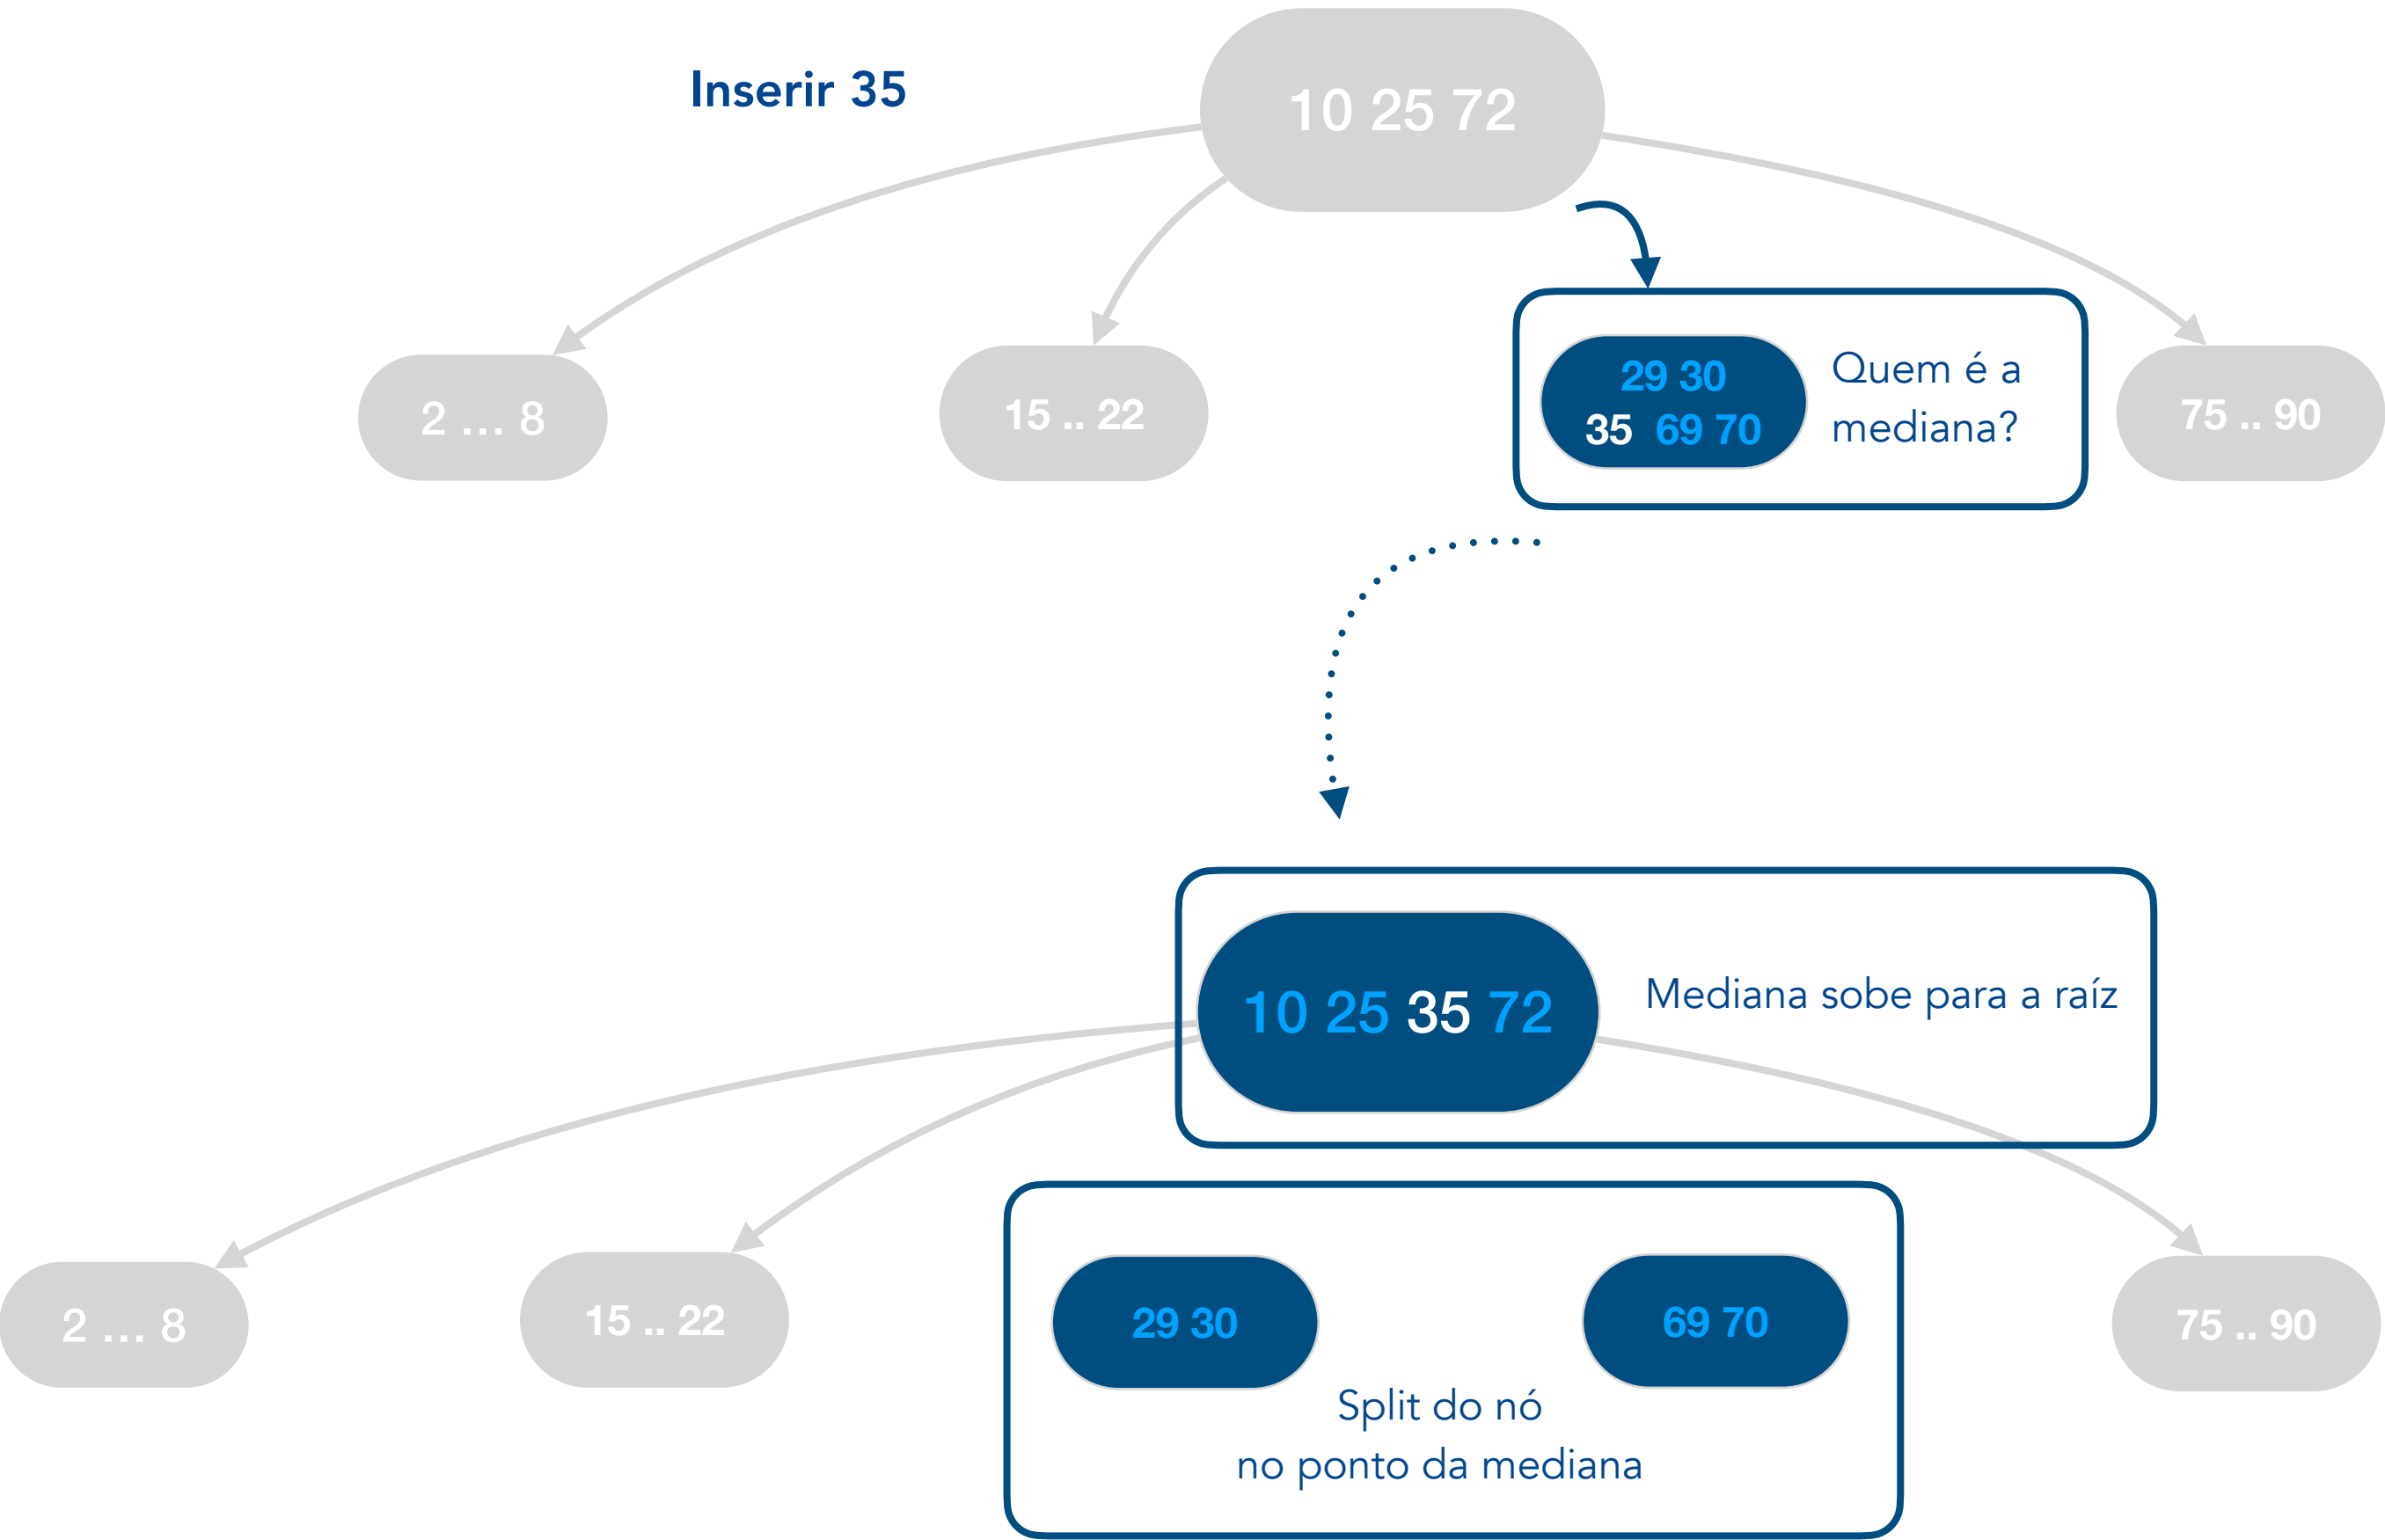 Inserir 35
10 25 72
2 ... 8
15 .. 22
29 30
35 69 70
Quem é a
mediana?
75 .. 90
10 25 35 72
Mediana sobe para a raíz
2 ... 8
15 .. 22
29 30
69 70
75 .. 90
Split do nó
no ponto da mediana